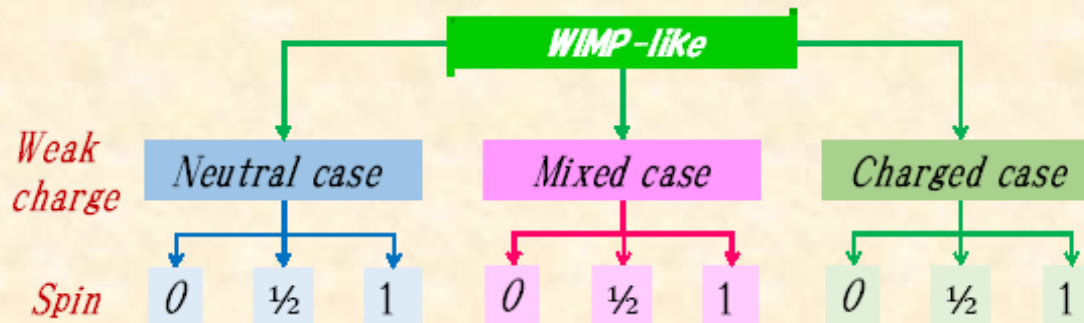 WIMP-like
Weak
charge
Neutral case
Mixed case
Charged case
Spin
0 ½ 1
0 ½ 1
0 ½ 1